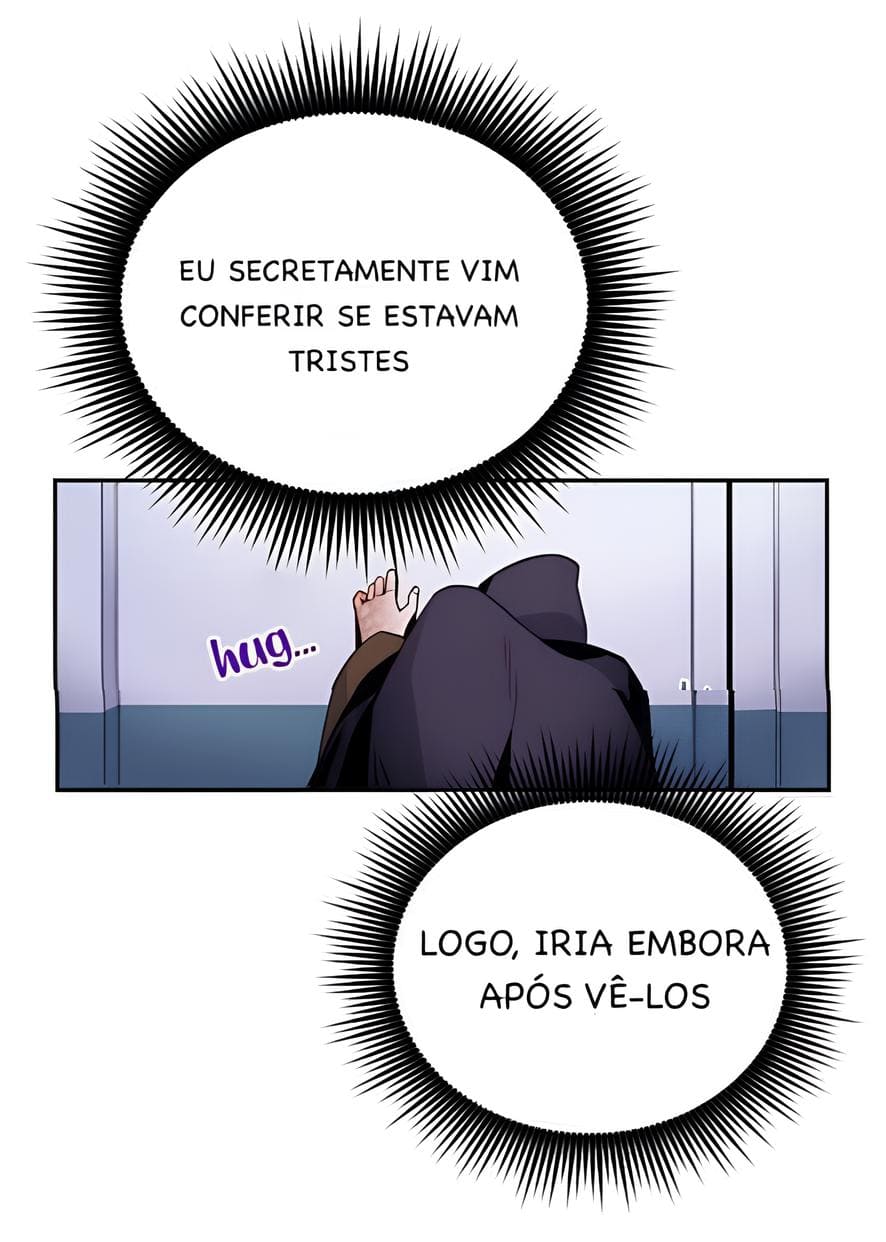 EU SECRETAMENTE VIM
CONFERIR SE ESTAVAM
TRISTES
hug...
LOGO, IRIA EMBORA
APÓS VÊ-LOS